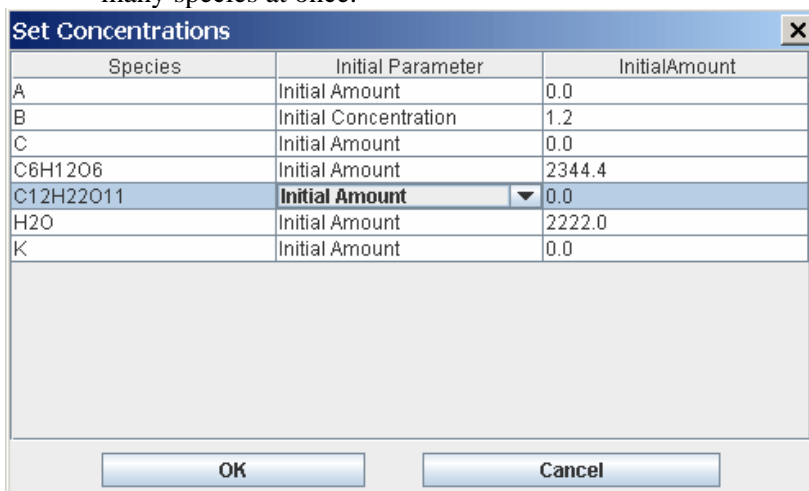 many species at once.
Set Concentrations
Species Initial Parameter InitialAmount
A Initial Amount 0.0
B Initial Concentration 1.2
C Initial Amount 0.0
C6H12O6 Initial Amount 2344.4
C12H22O11 Initial Amount 0.0
H2O Initial Amount 2222.0
K Initial Amount 0.0
OK Cancel